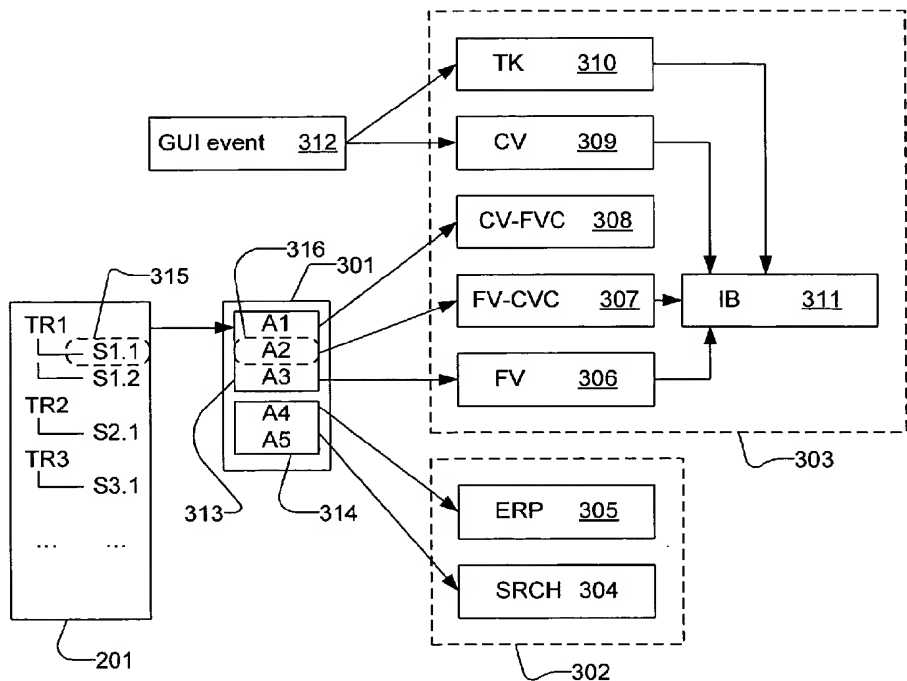 TK 310
GUI event 312
CV 309
CV-FVC 308
316
301
315
FV-CVC 307
IB 311
TR1
S1.1
S1.2
TR2
S2.1
TR3
S3.1
... ...
A1
A2
A3
A4
A5
FV 306
303
313
314
ERP 305
SRCH 304
201
302